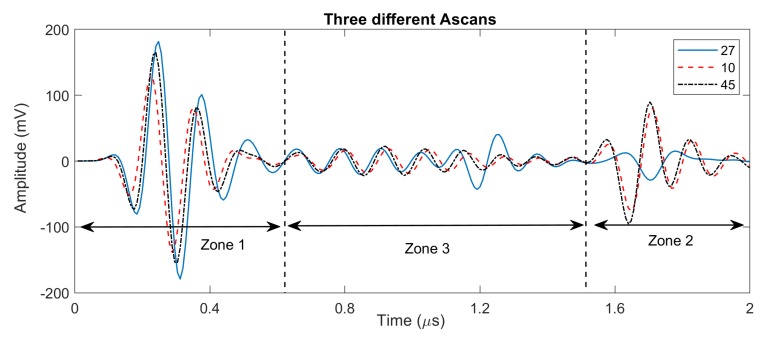 Three different Ascans
200
100
0
-100
-200
Amplitude (mV)
27
10
45
Zone 1
Zone 3
Zone 2
0
0.4
0.8
1.2
1.6
2
Time (μs)